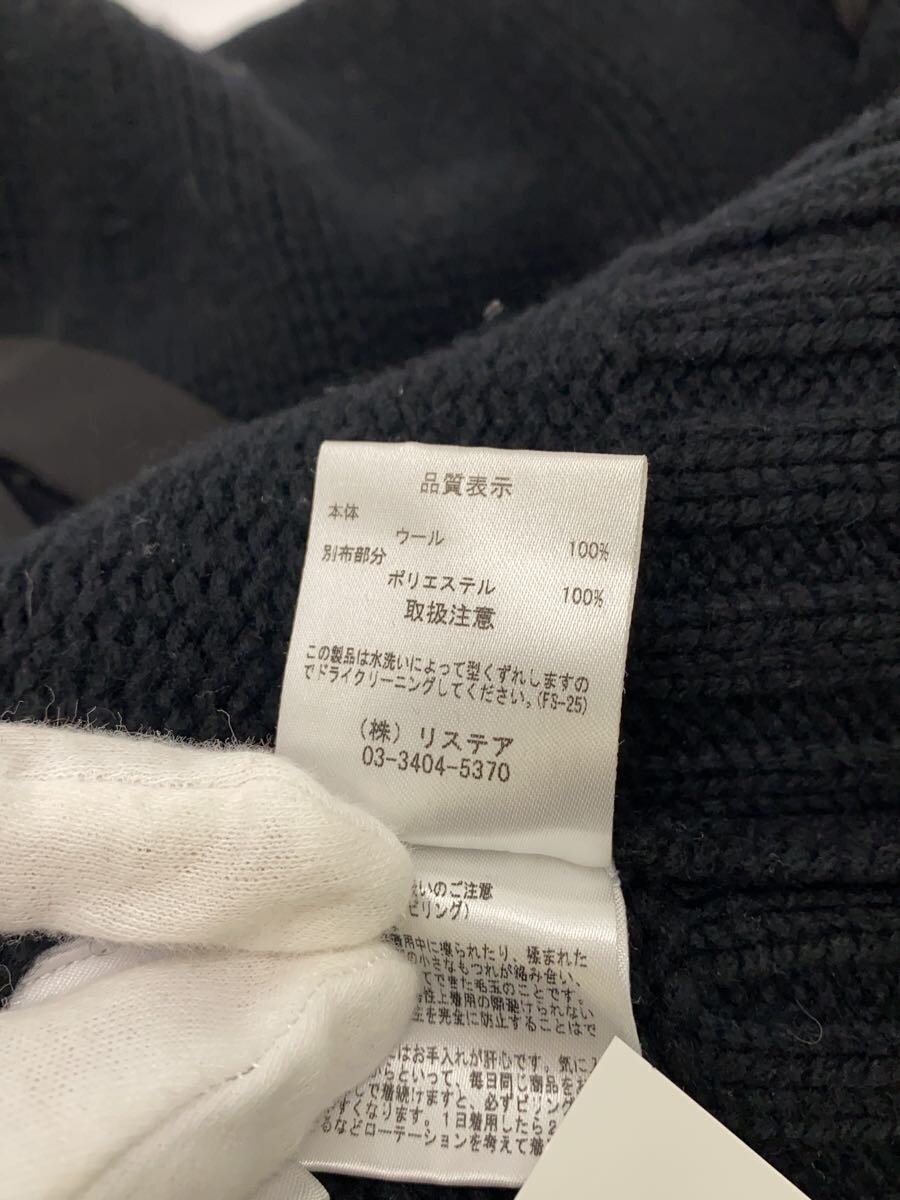 品質表示
本体
ウール 100%
別布部分
ポリエステル 100%
取扱注意
この製品は水洗いによって型くずれしますの
でドライクリーニングしてください。(FS-25)
(株) リステア
03-3404-5370
いのご注意
ピリング)
用中に擦られたり、揉まれた
の小さなもつれが絡み合い、
てできた毛玉のことです。
性上着用の際避けられない
を完全に防止することはで
はお手入れが肝心です。気に
からといって、毎日同じ商品を
しで着続けますと、必ずピリング
すくなります。1日着用したら2
るなどローテーションを考えて着